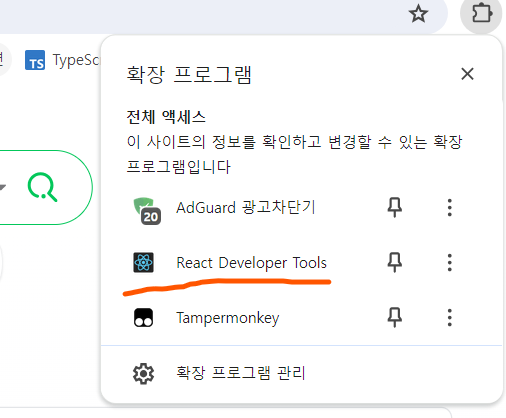 TS TypeSc
확장 프로그램
전체 액세스
이 사이트의 정보를 확인하고 변경할 수 있는 확장
프로그램입니다
20 AdGuard 광고차단기
React Developer Tools
Tampermonkey
확장 프로그램 관리